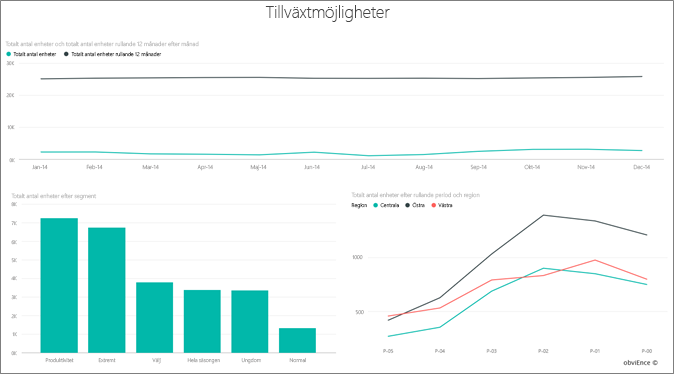 Tillväxtmöjligheter
Totalt antal enheter och totalt antal enheter rullande 12 månader efter månad
Totalt antal enheter Totalt antal enheter rullande 12 månader
30K
20K
10K
0K
Jan-14 Feb-14 Mar-14 Apr-14 Maj-14 Jun-14 Jul-14 Aug-14 Sep-14 Okt-14 Nov-14 Dec-14
Totalt antal enheter efter segment
8K
7K
6K
5K
4K
3K
2K
1K
0K
Produktivitet Extremt Välj Hela säsongen Ungdom Normal
Totalt antal enheter efter rullande period och region
Region Centrala Östra Västra
1000
500
P-05 P-04 P-03 P-02 P-01 P-00
obviEnce ©